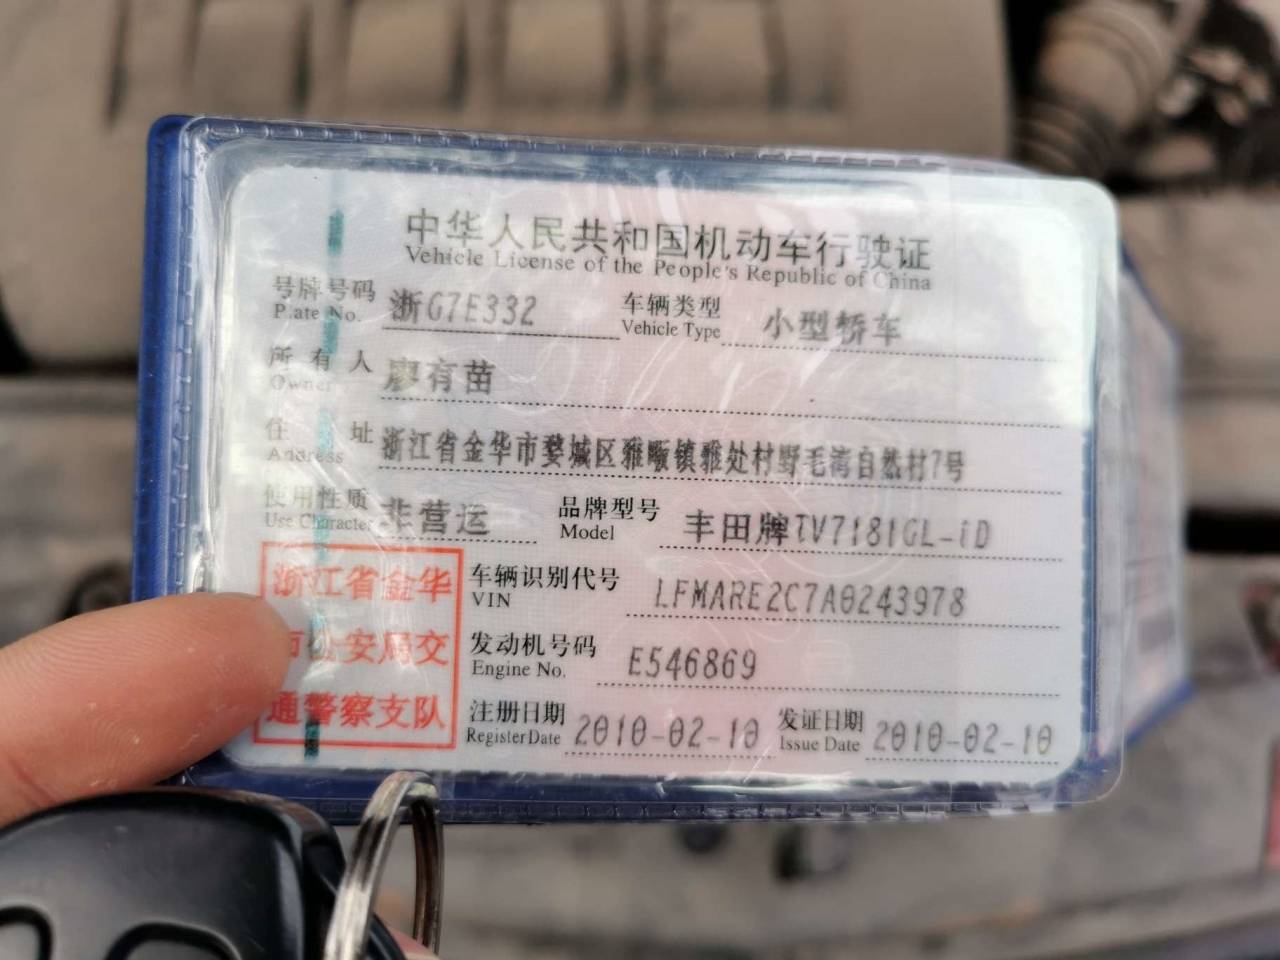 中华人民共和国机动车行驶证
Vehicle License of the People's Republic of China
号牌号码 浙G7E332 车辆类型 小型轿车
Plate No. Vehicle Type
所有人 廖有苗
Owner
住址 浙江省金华市婺城区雅畈镇雅处村野毛湾自然村7号
Address
使用性质 非营运 品牌型号 丰田牌TV7181GL-iD
Use Character Model
浙江省金华 车辆识别代号 LFMARE2C7A0243978
VIN
市公安局交 发动机号码 E546869
Engine No.
通警察支队 注册日期 2010-02-10 发证日期 2010-02-10
Register Date Issue Date